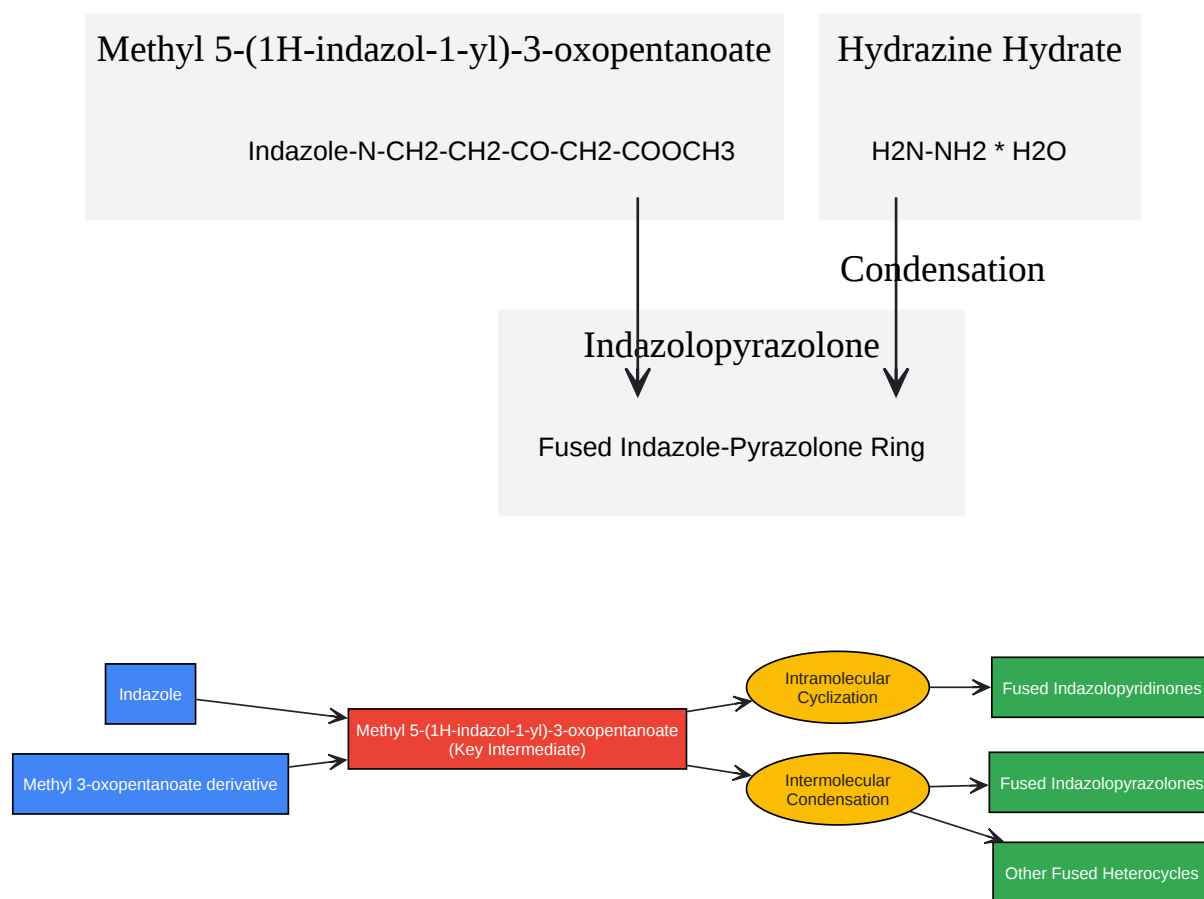 Methyl 5-(1H-indazol-1-yl)-3-oxopentanoate
Hydrazine Hydrate
Indazole-N-CH2-CH2-CO-CH2-COOCH3
H2N-NH2 * H2O
Condensation
Indazolopyrazolone
Fused Indazole-Pyrazolone Ring
Indazole
Methyl 3-oxopentanoate derivative
Methyl 5-(1H-indazol-1-yl)-3-oxopentanoate
(Key Intermediate)
Intramolecular
Cyclization
Intermolecular
Condensation
Fused Indazolopyridinones
Fused Indazolopyrazolones
Other Fused Heterocycles